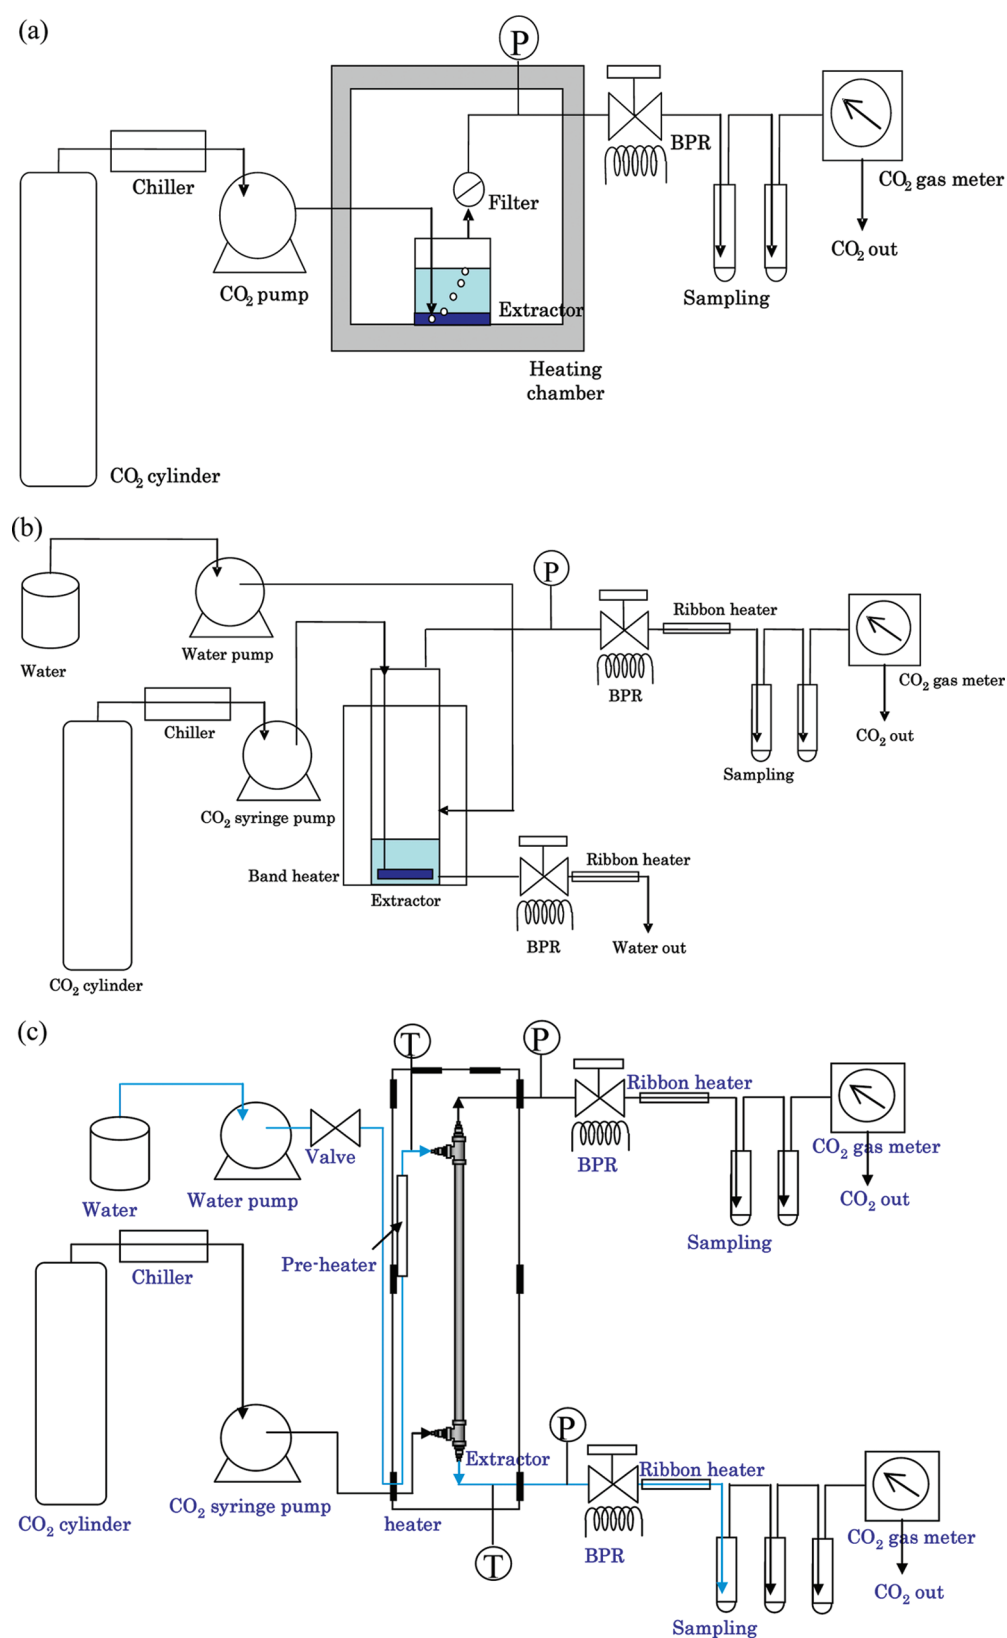 (a)
P
BPR
Chiller
CO2 gas meter
Filter
CO2 out
CO2 pump
Sampling
Extractor
Heating
chamber
CO2 cylinder
(b)
P
Ribbon heater
Water
Water pump
BPR
CO2 gas meter
Chiller
CO2 out
Sampling
CO2 syringe pump
Ribbon heater
Band heater
Extractor
BPR
Water out
CO2 cylinder
(c)
T
P
Ribbon heater
Valve
BPR
CO2 gas meter
Water
Water pump
CO2 out
Sampling
Pre-heater
Chiller
P
Extractor
Ribbon heater
CO2 syringe pump
heater
CO2 cylinder
BPR
CO2 gas meter
T
CO2 out
Sampling